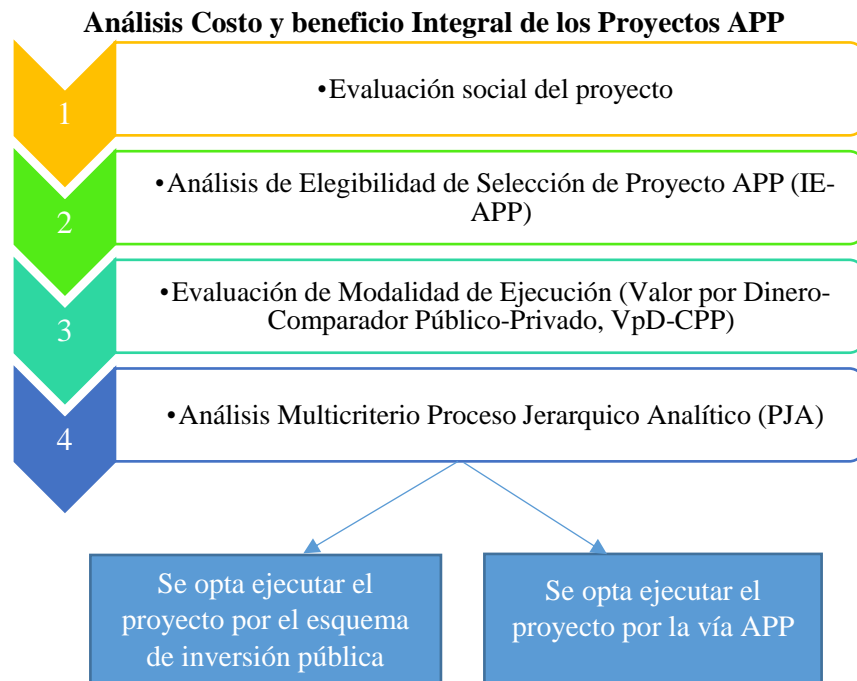 Análisis Costo y beneficio Integral de los Proyectos APP
1
•Evaluación social del proyecto
2
•Análisis de Elegibilidad de Selección de Proyecto APP (IE-
APP)
3
•Evaluación de Modalidad de Ejecución (Valor por Dinero-
Comparador Público-Privado, VpD-CPP)
4
•Análisis Multicriterio Proceso Jerarquico Analítico (PJA)
Se opta ejecutar el
proyecto por el esquema
de inversión pública
Se opta ejecutar el
proyecto por la vía APP